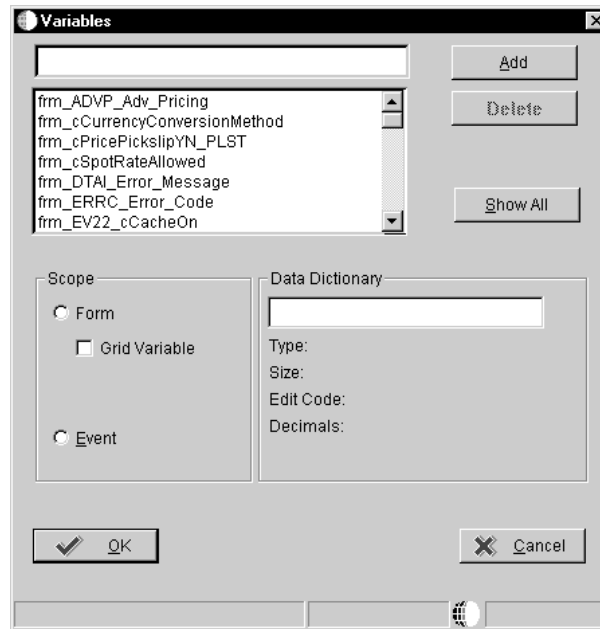 Variables
Add
frm_ADVP_Adv_Pricing
frm_cCurrencyConversionMethod
frm_cPricePickslipYN_PLST
frm_cSpotRateAllowed
frm_DTAI_Error_Message
frm_ERRC_Error_Code
frm_EV22_cCacheOn
Delete
Show All
Scope
Form
Grid Variable
Event
Data Dictionary
Type:
Size:
Edit Code:
Decimals:
OK
Cancel